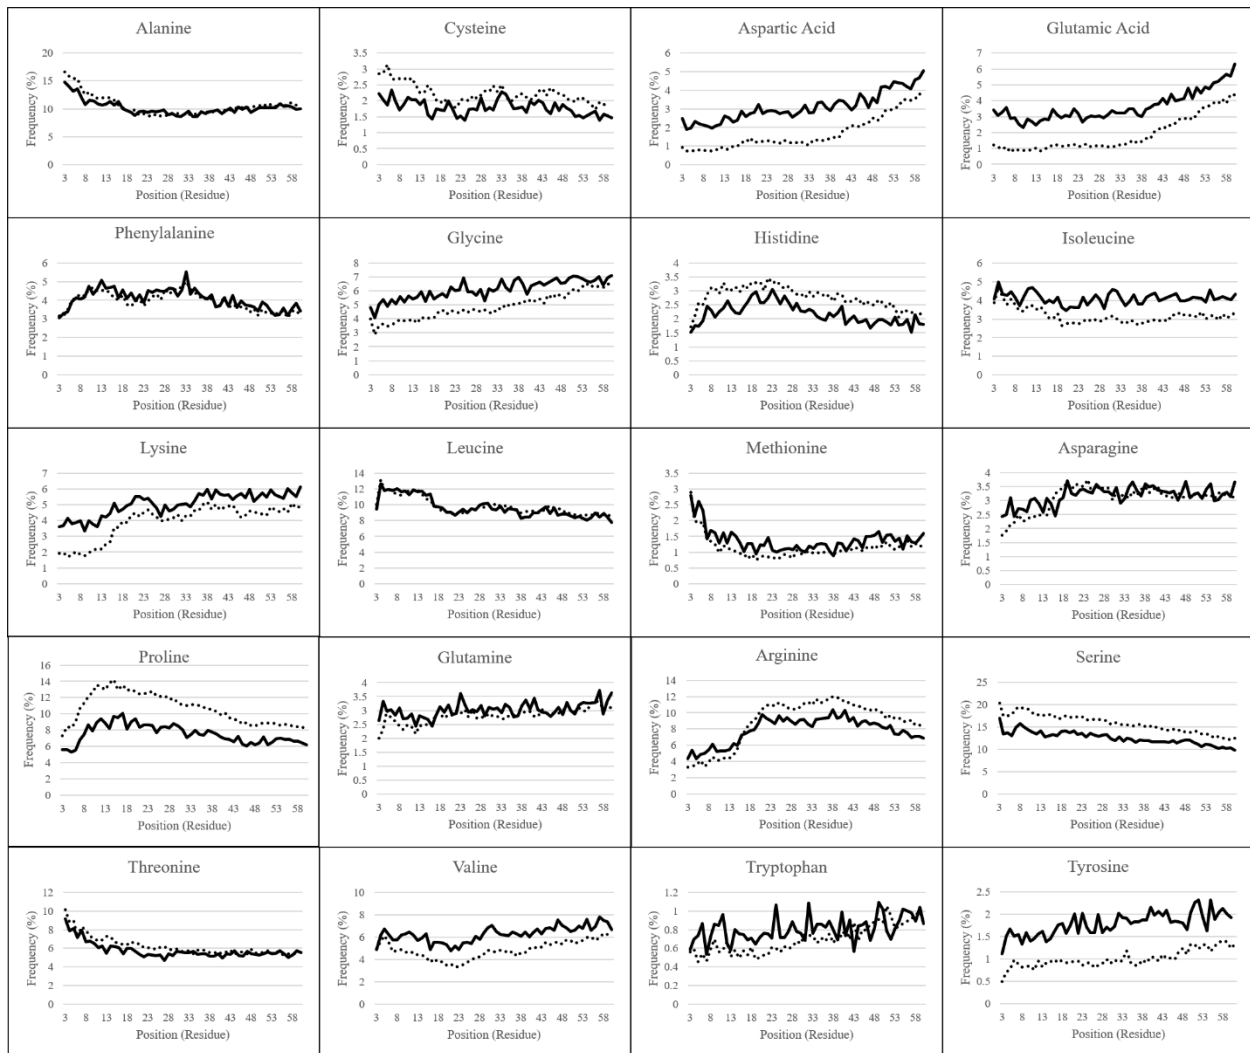 Alanine
Frequency (%)
20
15
10
5
0
3 8 13 18 23 28 33 38 43 48 53 58
Position (Residue)
Cysteine
Frequency (%)
3.5
3
2.5
2
1.5
1
0.5
0
3 8 13 18 23 28 33 38 43 48 53 58
Position (Residue)
Aspartic Acid
Frequency (%)
6
5
4
3
2
1
0
3 8 13 18 23 28 33 38 43 48 53 58
Position (Residue)
Glutamic Acid
Frequency (%)
7
6
5
4
3
2
1
0
3 8 13 18 23 28 33 38 43 48 53 58
Position (Residue)
Phenylalanine
Frequency (%)
6
5
4
3
2
1
0
3 8 13 18 23 28 33 38 43 48 53 58
Position (Residue)
Glycine
Frequency (%)
8
7
6
5
4
3
2
1
0
3 8 13 18 23 28 33 38 43 48 53 58
Position (Residue)
Histidine
Frequency (%)
4
3.5
3
2.5
2
1.5
1
0.5
0
3 8 13 18 23 28 33 38 43 48 53 58
Position (Residue)
Isoleucine
Frequency (%)
6
5
4
3
2
1
0
3 8 13 18 23 28 33 38 43 48 53 58
Position (Residue)
Lysine
Frequency (%)
7
6
5
4
3
2
1
0
3 8 13 18 23 28 33 38 43 48 53 58
Position (Residue)
Leucine
Frequency (%)
14
12
10
8
6
4
2
0
3 8 13 18 23 28 33 38 43 48 53 58
Position (Residue)
Methionine
Frequency (%)
3.5
3
2.5
2
1.5
1
0.5
0
3 8 13 18 23 28 33 38 43 48 53 58
Position (Residue)
Asparagine
Frequency (%)
4
3.5
3
2.5
2
1.5
1
0.5
0
3 8 13 18 23 28 33 38 43 48 53 58
Position (Residue)
Proline
Frequency (%)
16
14
12
10
8
6
4
2
0
3 8 13 18 23 28 33 38 43 48 53 58
Position (Residue)
Glutamine
Frequency (%)
4
3.5
3
2.5
2
1.5
1
0.5
0
3 8 13 18 23 28 33 38 43 48 53 58
Position (Residue)
Arginine
Frequency (%)
14
12
10
8
6
4
2
0
3 8 13 18 23 28 33 38 43 48 53 58
Position (Residue)
Serine
Frequency (%)
25
20
15
10
5
0
3 8 13 18 23 28 33 38 43 48 53 58
Position (Residue)
Threonine
Frequency (%)
12
10
8
6
4
2
0
3 8 13 18 23 28 33 38 43 48 53 58
Position (Residue)
Valine
Frequency (%)
10
8
6
4
2
0
3 8 13 18 23 28 33 38 43 48 53 58
Position (Residue)
Tryptophan
Frequency (%)
1.2
1
0.8
0.6
0.4
0.2
0
3 8 13 18 23 28 33 38 43 48 53 58
Position (Residue)
Tyrosine
Frequency (%)
2.5
2
1.5
1
0.5
0
3 8 13 18 23 28 33 38 43 48 53 58
Position (Residue)